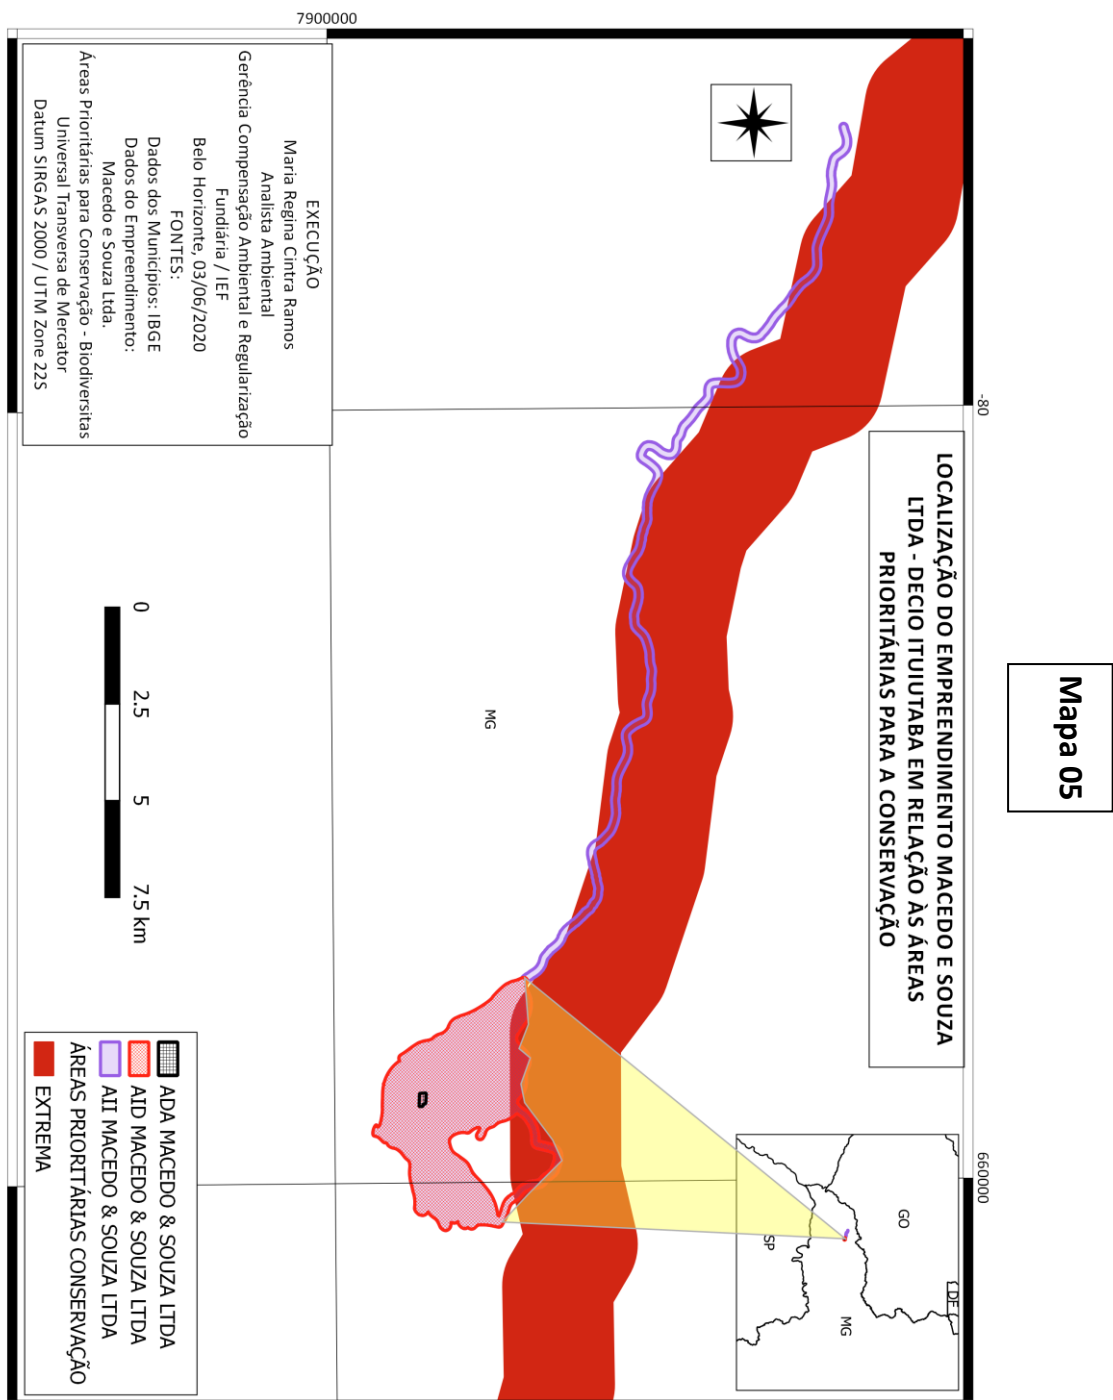 Mapa 05
LOCALIZAÇÃO DO EMPREENDIMENTO MACEDO E SOUZA
LTDA - DECIO ITUIUTABA EM RELAÇÃO ÀS ÁREAS
PRIORITÁRIAS PARA A CONSERVAÇÃO
-80
660000
7900000
GO
DF
MG
SP
MG
0
2.5
5
7.5 km
EXECUÇÃO
Maria Regina Cintra Ramos
Analista Ambiental
Gerência Compensação Ambiental e Regularização
Fundiária / IEF
Belo Horizonte, 03/06/2020
FONTES:
Dados dos Municípios: IBGE
Dados do Empreendimento:
Macedo e Souza Ltda.
Áreas Prioritárias para Conservação - Biodiversitas
Universal Transversa de Mercator
Datum SIRGAS 2000 / UTM Zone 22S
ADA MACEDO & SOUZA LTDA
AID MACEDO & SOUZA LTDA
AII MACEDO & SOUZA LTDA
ÁREAS PRIORITÁRIAS CONSERVAÇÃO
EXTREMA